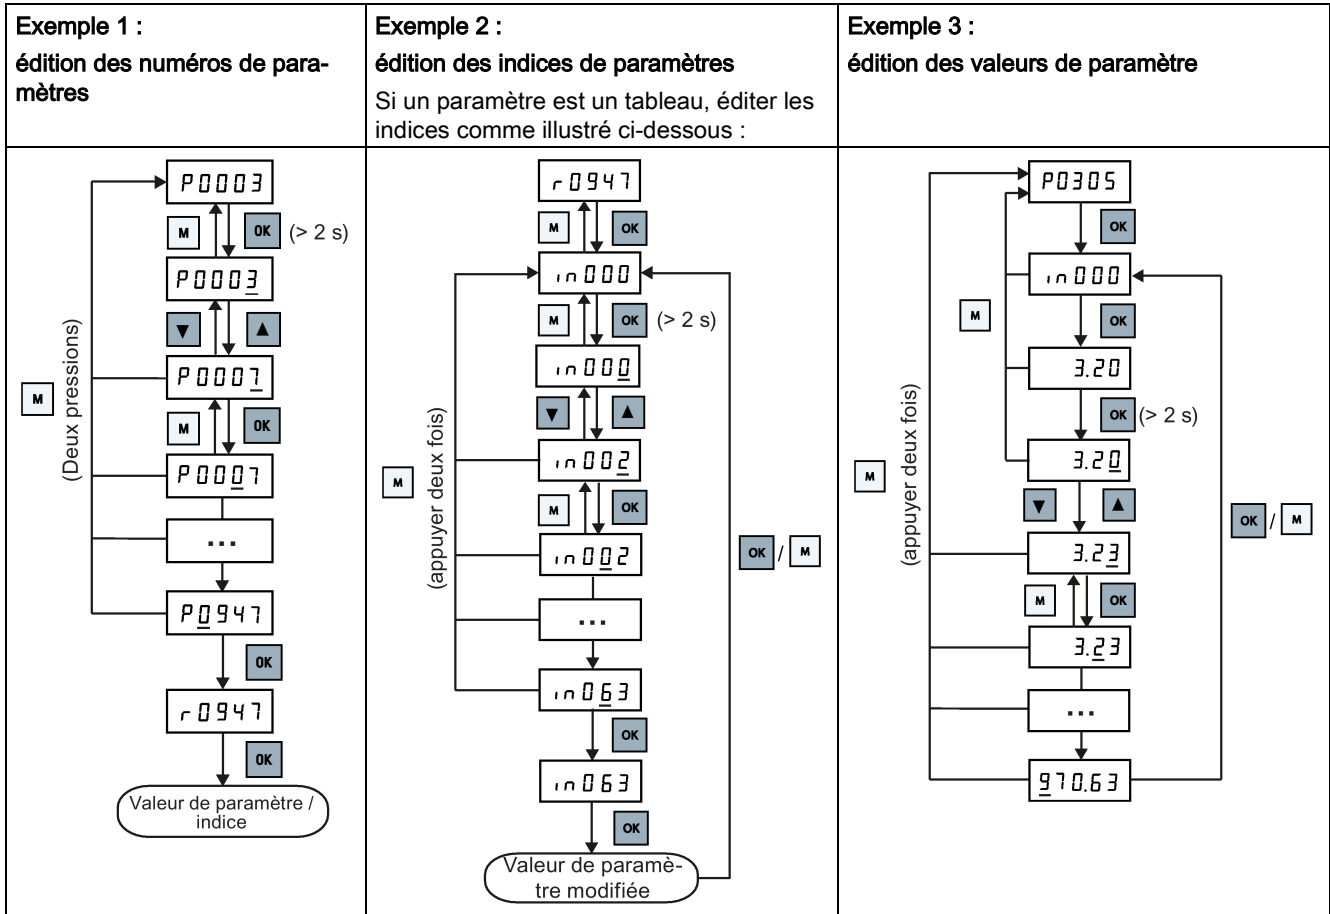 Exemple 1 :
édition des numéros de para-
mètres
Exemple 2 :
édition des indices de paramètres
Si un paramètre est un tableau, éditer les
indices comme illustré ci-dessous :
Exemple 3 :
édition des valeurs de paramètre
P0003
M OK (> 2 s)
P0003
▼ ▲
P0007
M OK
P0007
...
P0947
OK
r0947
OK
Valeur de paramètre /
indice
M
(Deux pressions)
r0947
M OK
in000
M OK (> 2 s)
in000
▼ ▲
in002
M OK
in002
...
in063
OK
in063
OK
Valeur de paramè-
tre modifiée
M
(appuyer deux fois)
OK / M
P0305
OK
in000
OK
3.20
OK (> 2 s)
3.20
▼ ▲
3.23
M OK
3.23
...
970.63
M
M
(appuyer deux fois)
OK / M